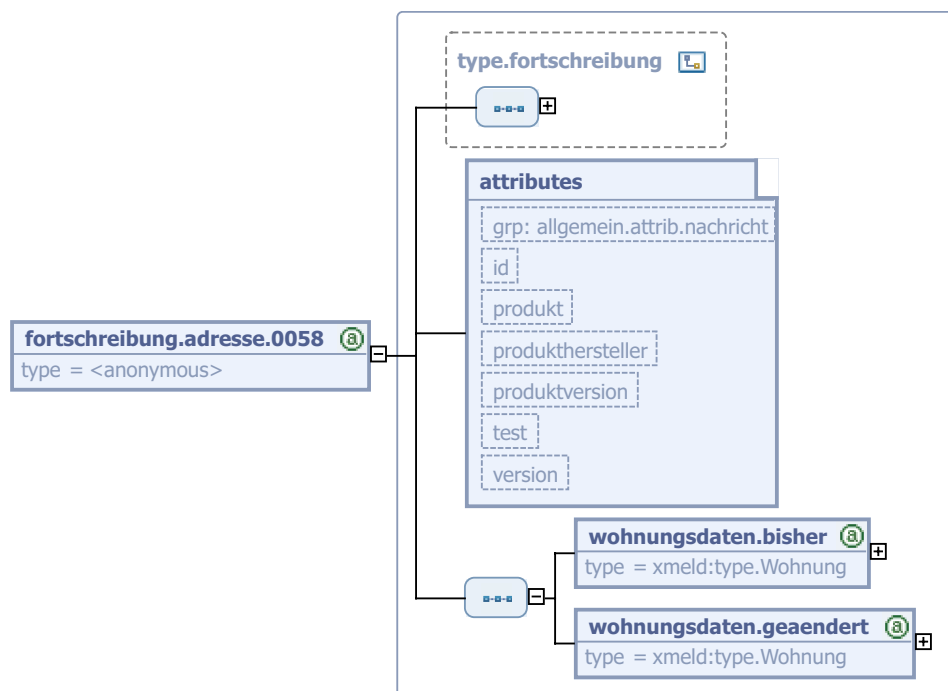 type.fortschreibung
attributes
grp: allgemein.attrib.nachricht
id
produkt
produkthersteller
produktversion
test
version
fortschreibung.adresse.0058 @
type = <anonymous>
wohnungsdaten.bisher @
type = xmeld:type.Wohnung
wohnungsdaten.geaendert @
type = xmeld:type.Wohnung